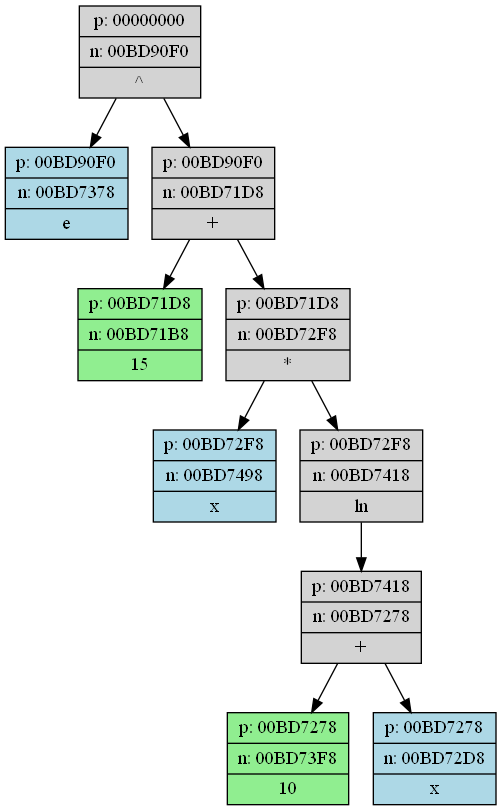 p: 00000000
n: 00BD90F0
^
p: 00BD90F0
n: 00BD7378
e
p: 00BD90F0
n: 00BD71D8
+
p: 00BD71D8
n: 00BD71B8
15
p: 00BD71D8
n: 00BD72F8
*
p: 00BD72F8
n: 00BD7498
x
p: 00BD72F8
n: 00BD7418
ln
p: 00BD7418
n: 00BD7278
+
p: 00BD7278
n: 00BD73F8
10
p: 00BD7278
n: 00BD72D8
x